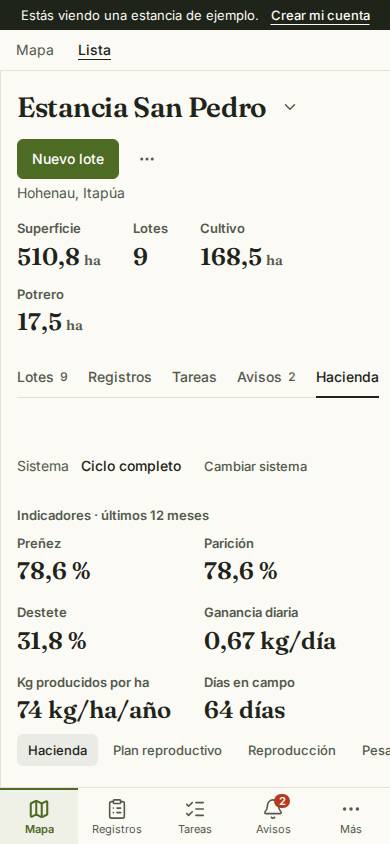 Estás viendo una estancia de ejemplo. Crear mi cuenta
Mapa Lista
Estancia San Pedro
Nuevo lote
Hohenau, Itapúa
Superficie Lotes Cultivo
510,8 ha 9 168,5 ha
Potrero
17,5 ha
Lotes 9 Registros Tareas Avisos 2 Hacienda
Sistema Ciclo completo Cambiar sistema
Indicadores · últimos 12 meses
Preñez Parición
78,6 % 78,6 %
Destete Ganancia diaria
31,8 % 0,67 kg/día
Kg producidos por ha Días en campo
74 kg/ha/año 64 días
Hacienda Plan reproductivo Reproducción Pesa
2
Mapa Registros Tareas Avisos Más